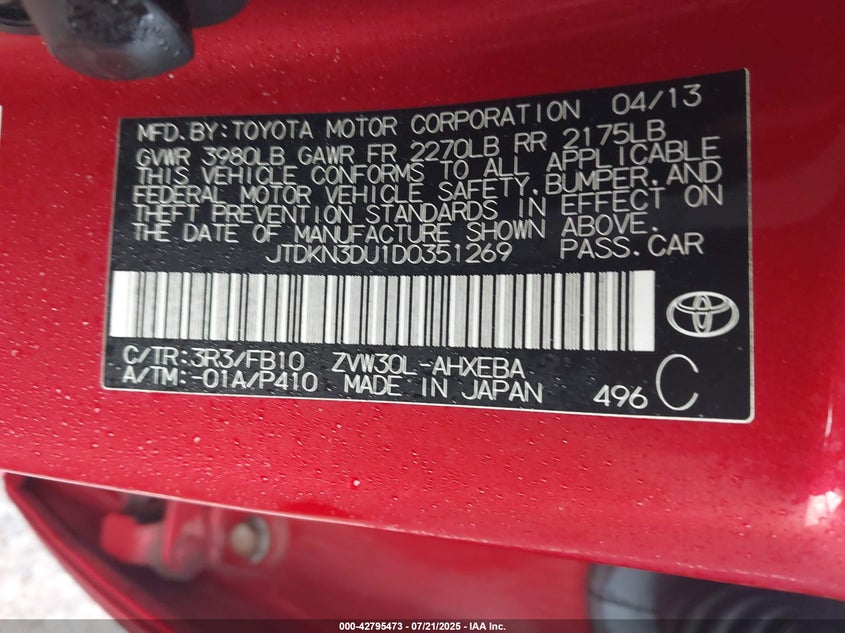 MFD. BY: TOYOTA MOTOR CORPORATION 04/13
GVWR 3980LB GAWR FR 2270LB RR 2175LB
THIS VEHICLE CONFORMS TO ALL APPLICABLE
FEDERAL MOTOR VEHICLE SAFETY, BUMPER, AND
THEFT PREVENTION STANDARDS IN EFFECT ON
THE DATE OF MANUFACTURE SHOWN ABOVE.
JTDKN3DU1D0351269 PASS. CAR
C/TR: 3R3/FB10 ZVW30L-AHXEBA
A/TM: -01A/P410 MADE IN JAPAN 496 C
000-42795473 - 07/21/2025 - IAA Inc.